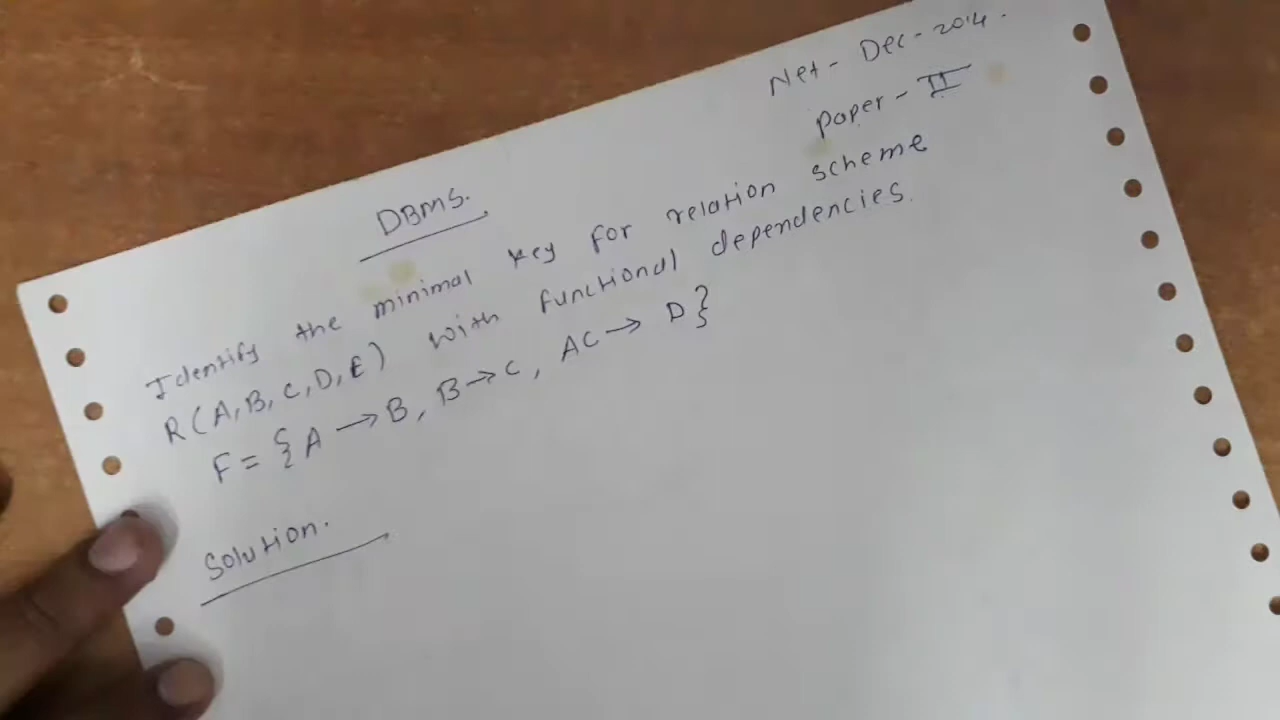 Net - Dec - 2014.
paper - II
DBMS.
Identify the minimal key for relation scheme
R(A,B,C,D,E) with functional dependencies.
F = {A → B, B → C, AC → D}
Solution.